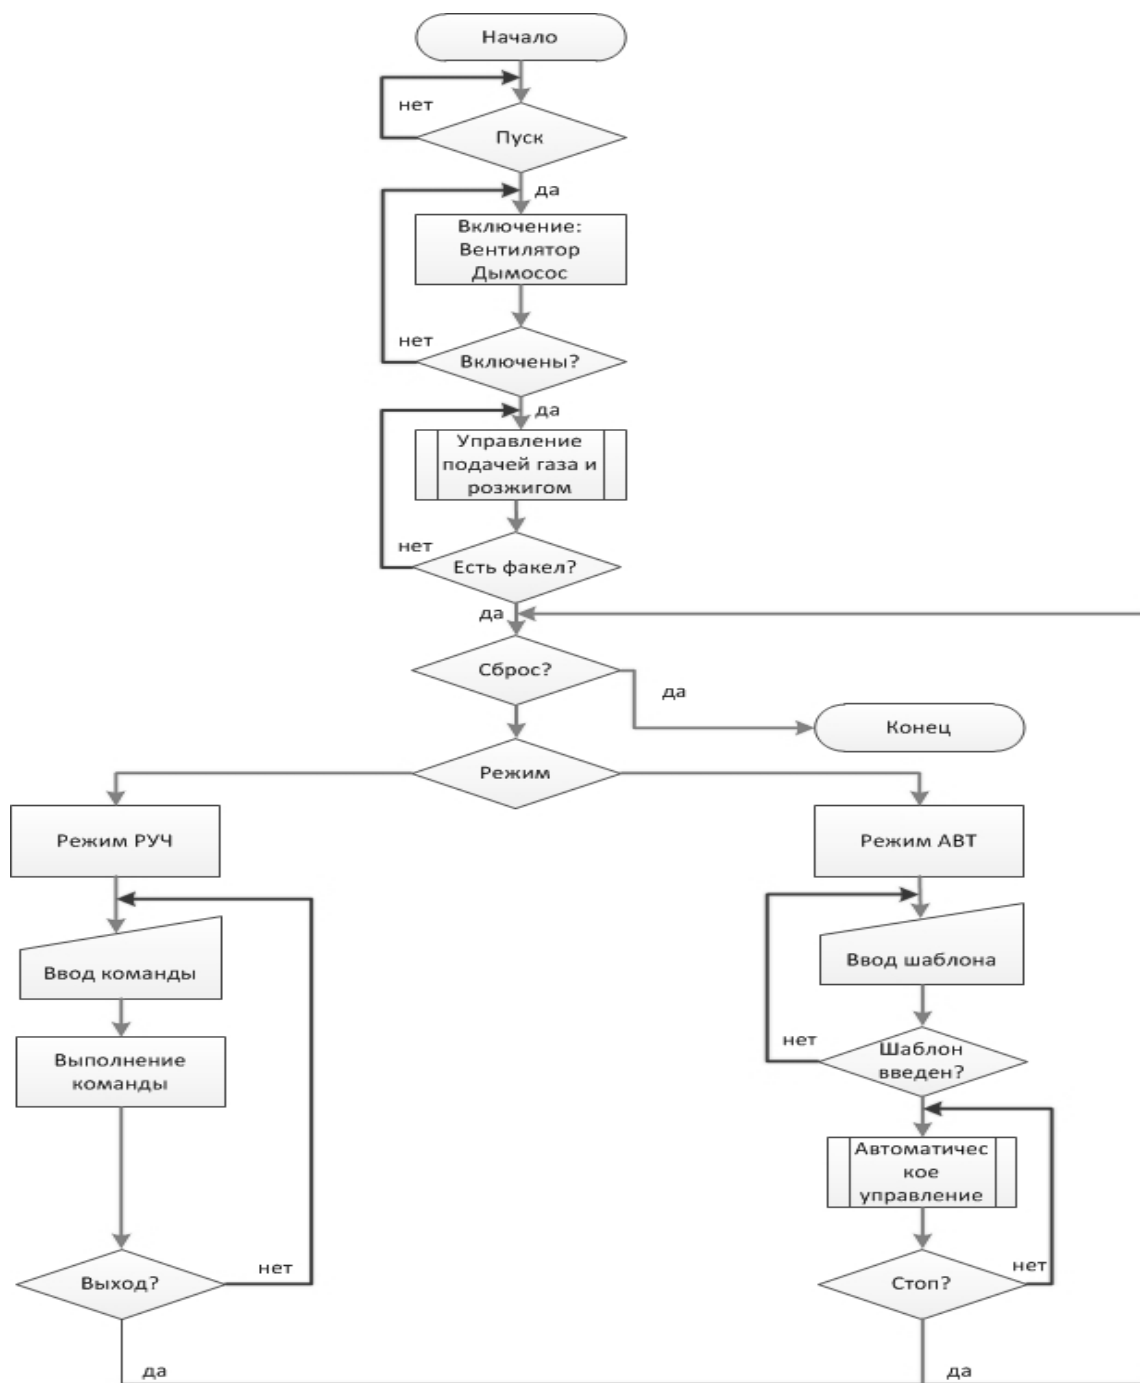 Начало
нет
Пуск
да
Включение:
Вентилятор
Дымосос
нет
Включены?
да
Управление
подачей газа и
розжигом
нет
Есть факел?
да
Сброс?
да
Конец
Режим
Режим РУЧ
Режим АВТ
Ввод команды
Ввод шаблона
Выполнение
команды
нет
Шаблон
введен?
Автоматичес
кое
управление
Выход?
нет
Стоп?
нет
да
да